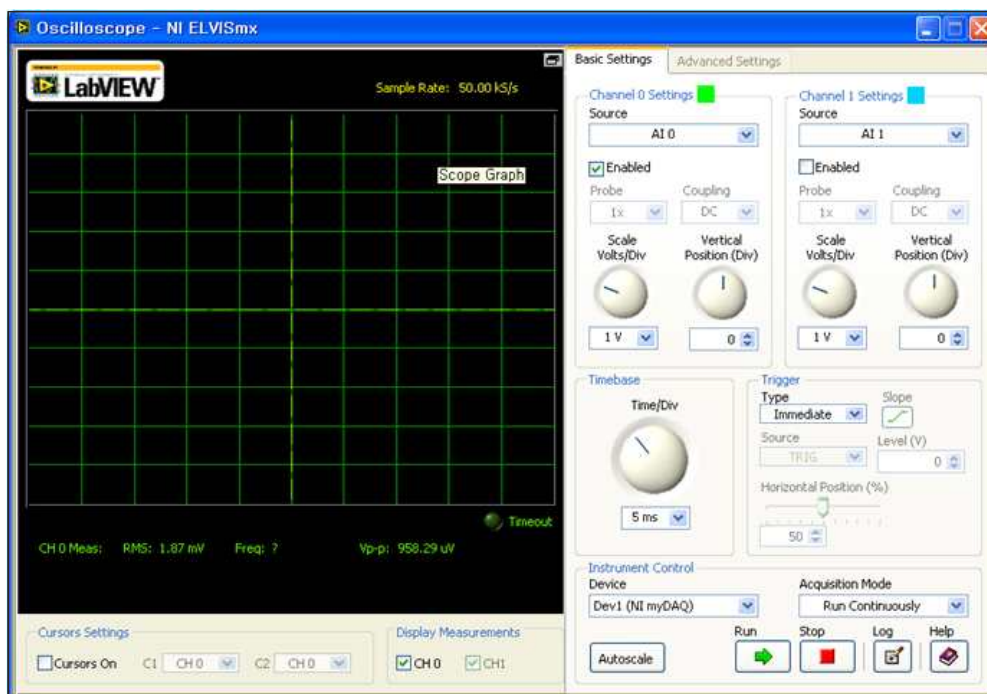 Oscilloscope - NI ELVISmx
LabVIEW
Sample Rate: 50.00 kS/s
Scope Graph
Timeout
CH 0 Meas: RMS: 1.87 mV Freq: ? Vp-p: 958.29 uV
Cursors Settings
Cursors On C1 CH 0 C2 CH 0
Display Measurements
CH 0 CH1
Basic Settings Advanced Settings
Channel 0 Settings
Source
AI 0
Enabled
Probe Coupling
1x DC
Scale Vertical
Volts/Div Position (Div)
1 V 0
Channel 1 Settings
Source
AI 1
Enabled
Probe Coupling
1x DC
Scale Vertical
Volts/Div Position (Div)
1 V 0
Timebase
Time/Div
5 ms
Trigger
Type Slope
Immediate
Source Level (V)
TRIG 0
Horizontal Position (%)
50
Instrument Control
Device Acquisition Mode
Dev1 (NI myDAQ) Run Continuously
Run Stop Log Help
Autoscale